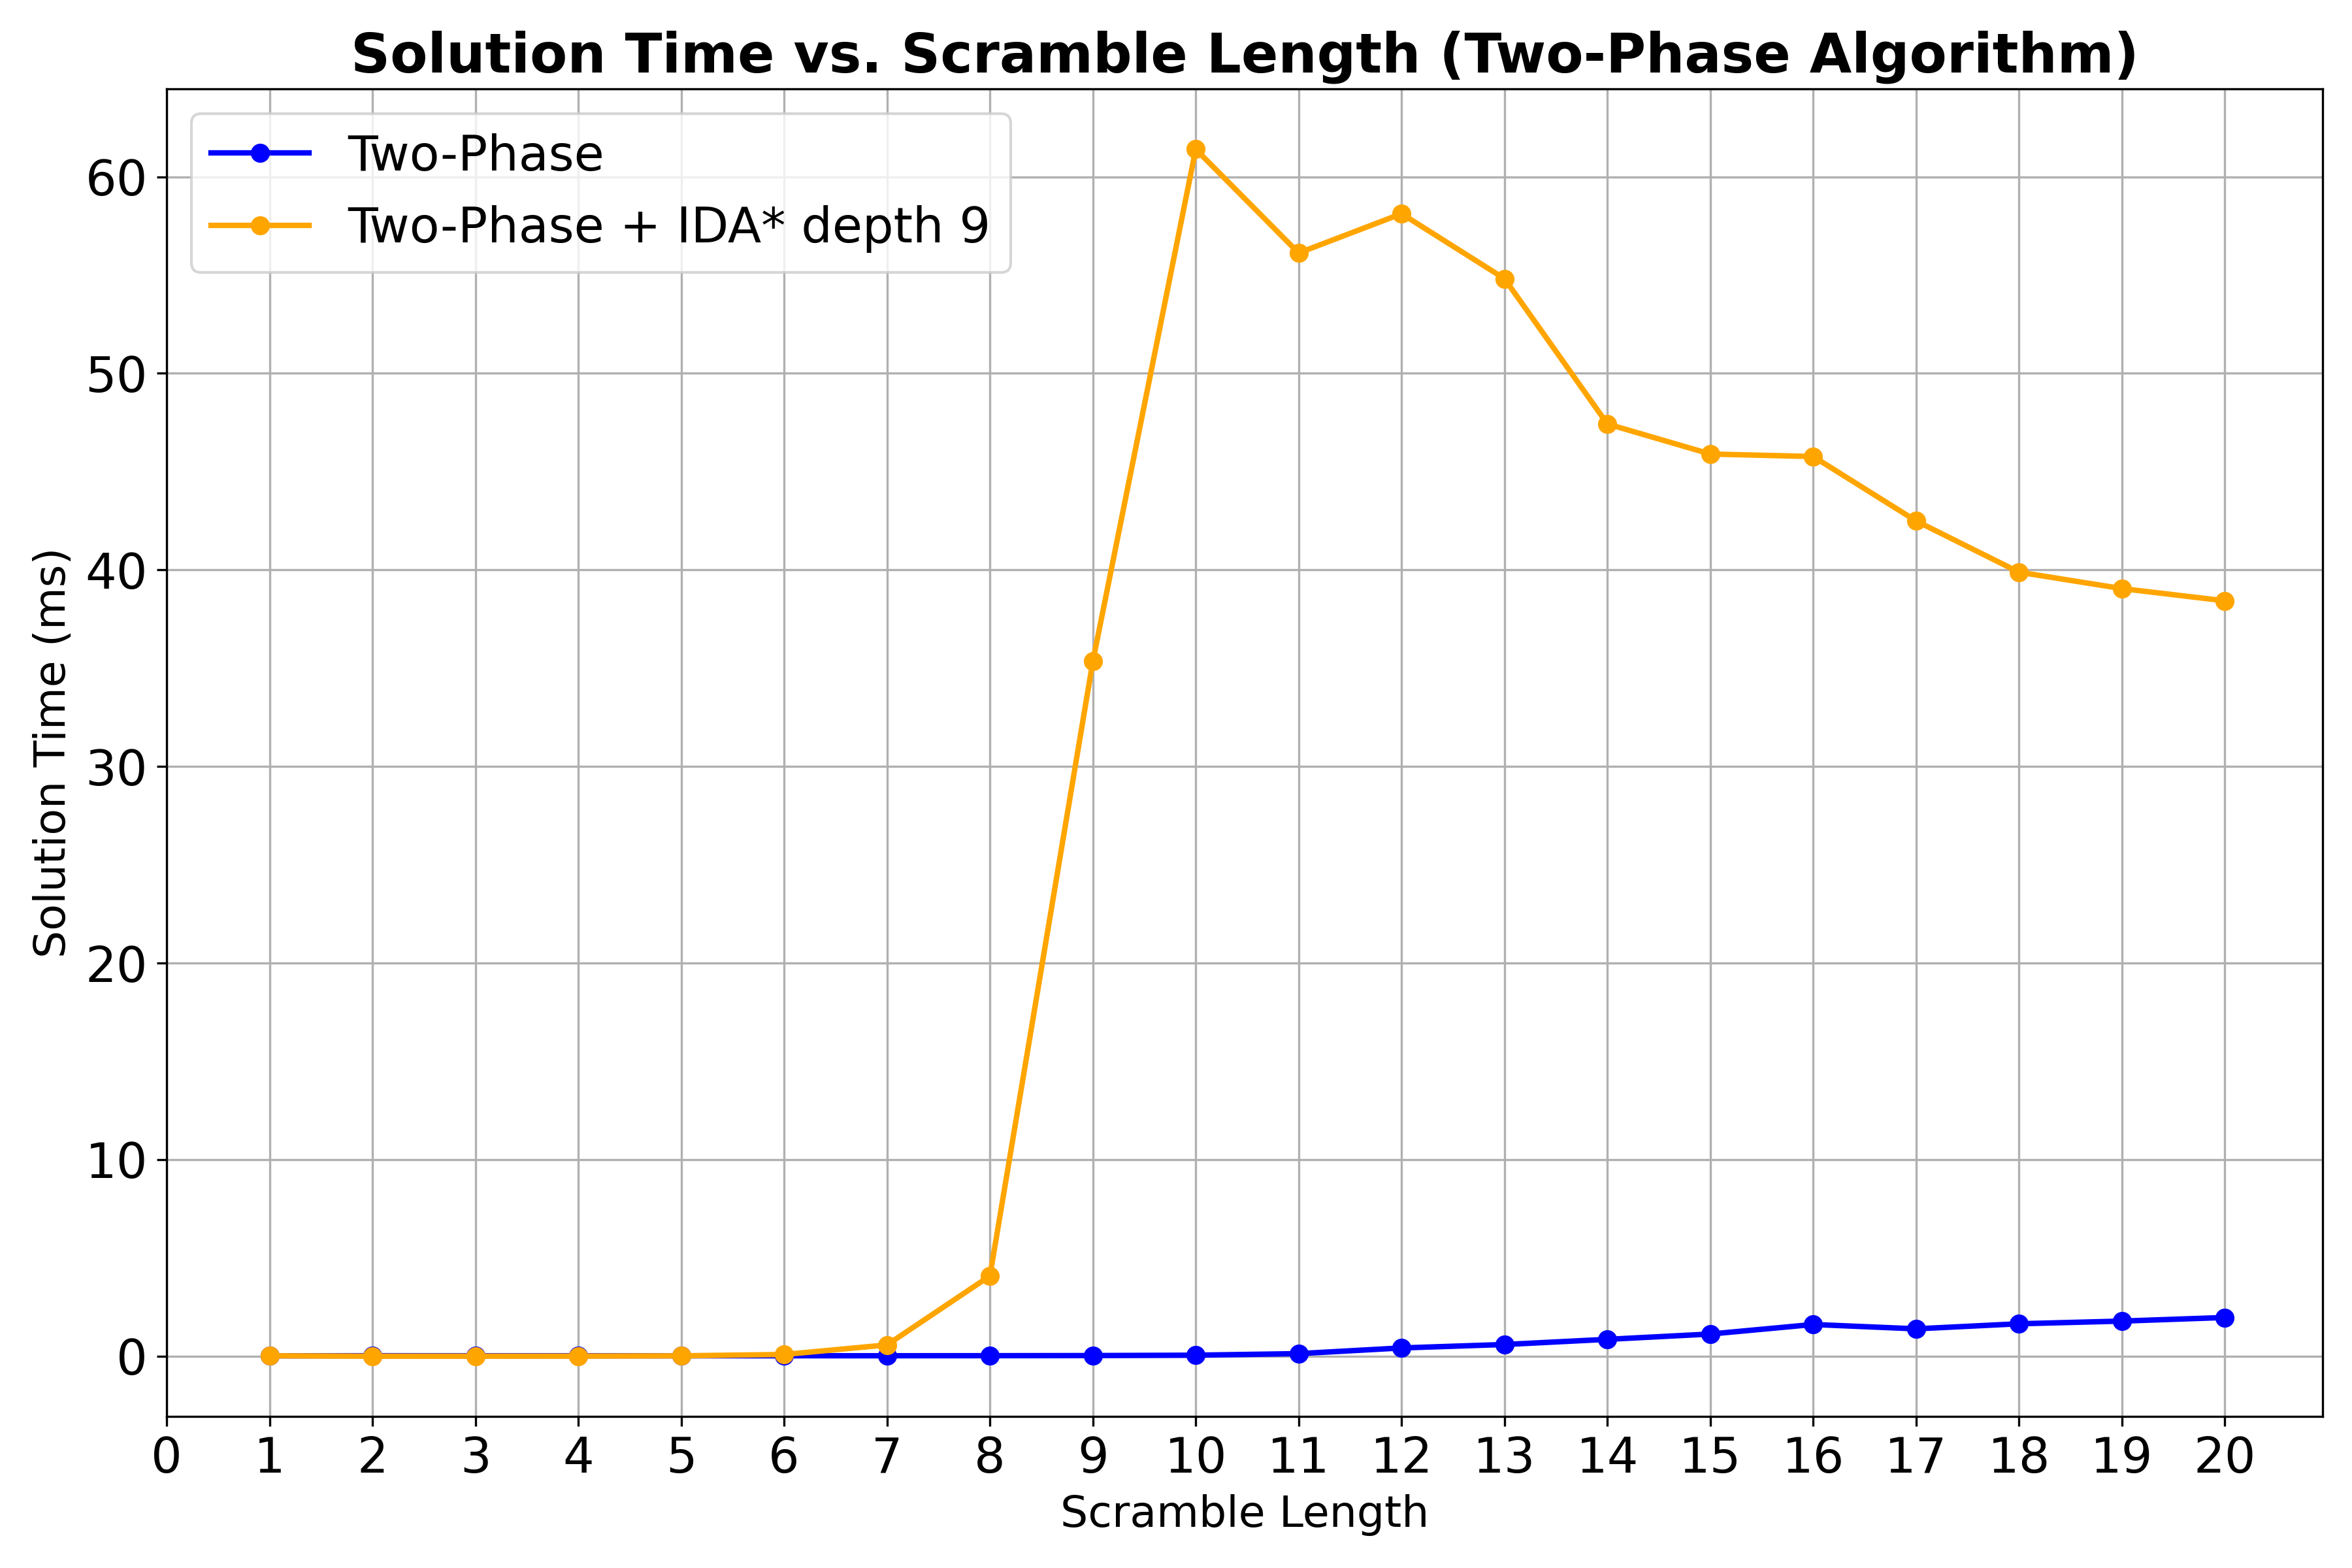 Solution Time vs. Scramble Length (Two-Phase Algorithm)
Two-Phase
Two-Phase + IDA* depth 9
Solution Time (ms)
60
50
40
30
20
10
0
0 1 2 3 4 5 6 7 8 9 10 11 12 13 14 15 16 17 18 19 20
Scramble Length